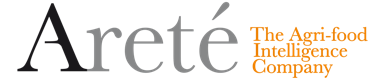 Areté
The Agri-food
Intelligence
Company